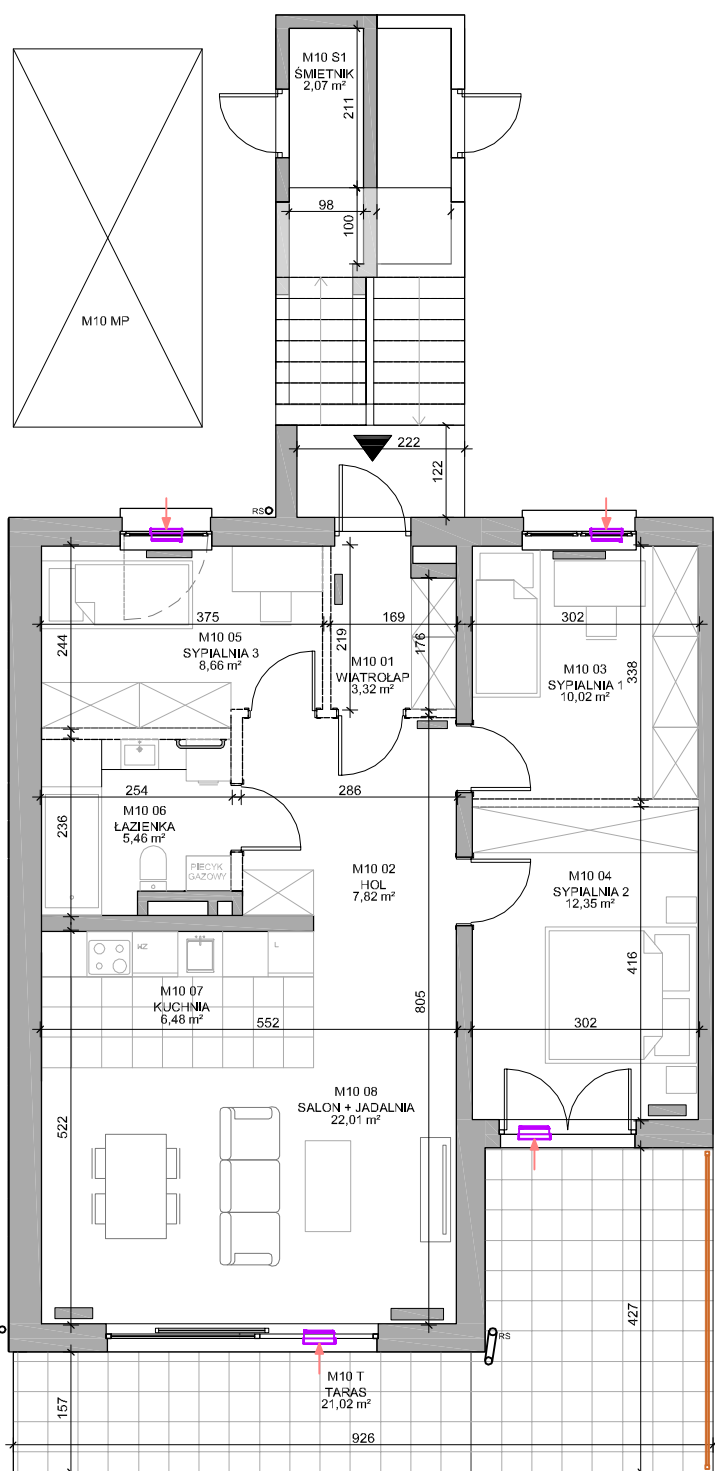 M10 S1
ŚMIETNIK
2,07 m²
211
98
100
M10 MP
222
122
RS
375
169
302
244
M10 05
SYPIALNIA 3
8,66 m²
219
176
M10 01
WIATROŁAP
3,32 m²
M10 03
SYPIALNIA 1
10,02 m²
338
254
286
236
M10 06
ŁAZIENKA
5,46 m²
PIECYK
GAZOWY
M10 02
HOL
7,82 m²
M10 04
SYPIALNIA 2
12,35 m²
416
WZ
L
M10 07
KUCHNIA
6,48 m²
552
805
302
522
M10 08
SALON + JADALNIA
22,01 m²
427
RS
M10 T
TARAS
21,02 m²
157
926